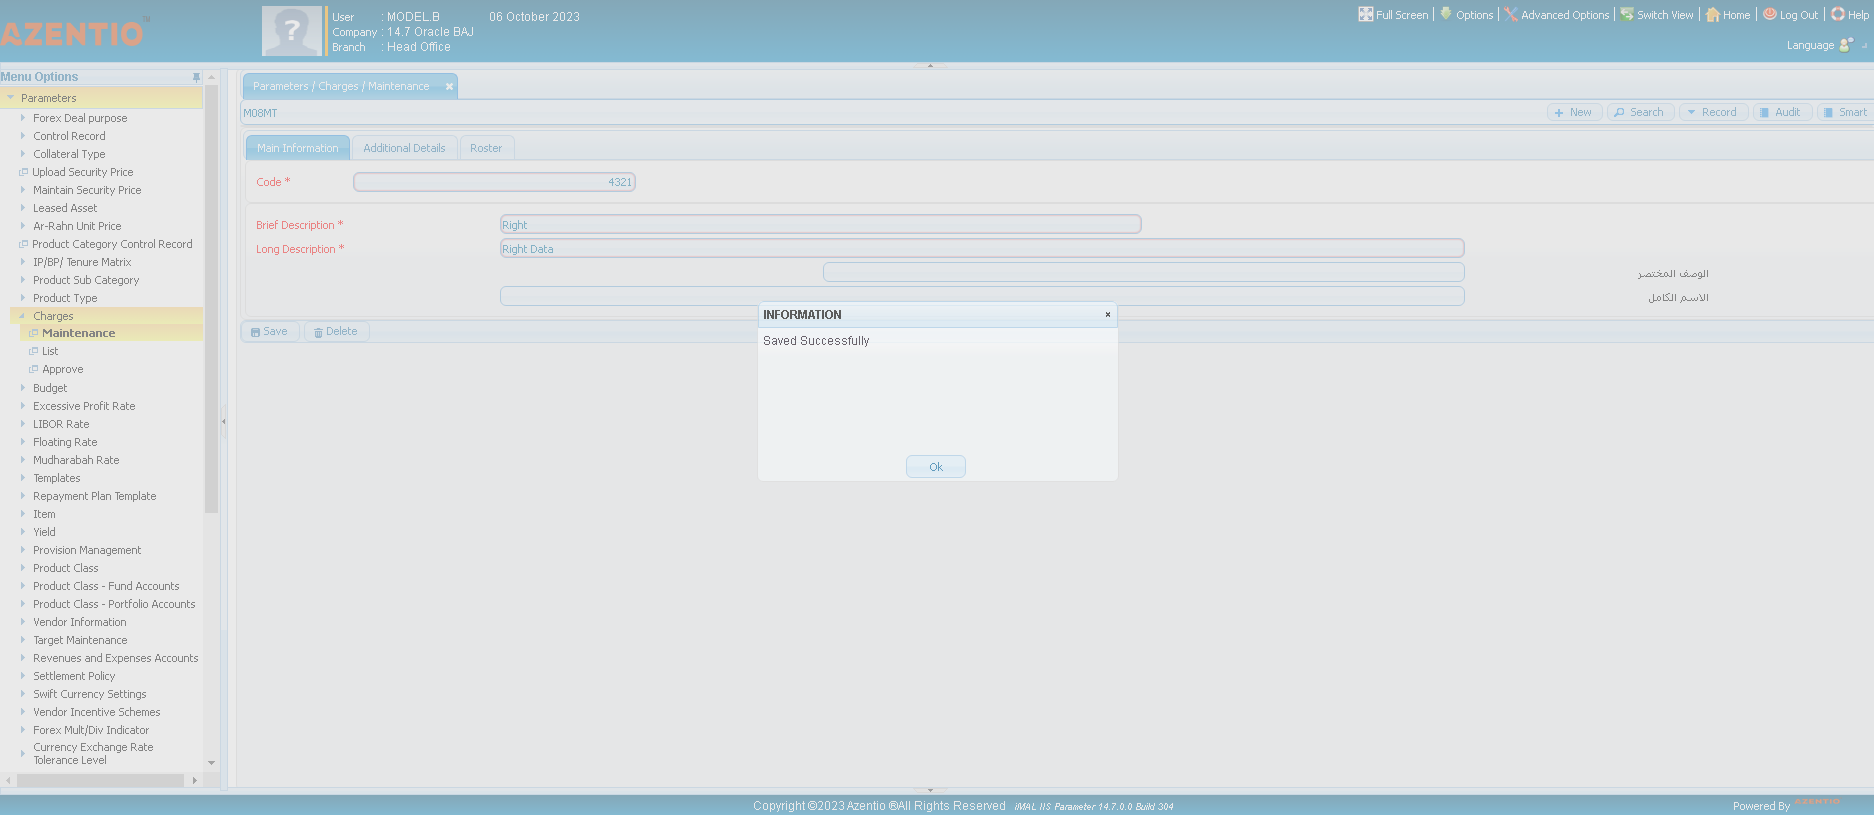 AZENTIO™
User : MODEL.B 06 October 2023
Company : 14.7 Oracle BAJ
Branch : Head Office
Full Screen
Options
Advanced Options
Switch View
Home
Log Out
Help
Language
Menu Options
Parameters
Forex Deal purpose
Control Record
Collateral Type
Upload Security Price
Maintain Security Price
Leased Asset
Ar-Rahn Unit Price
Product Category Control Record
IP/BP/ Tenure Matrix
Product Sub Category
Product Type
Charges
Maintenance
List
Approve
Budget
Excessive Profit Rate
LIBOR Rate
Floating Rate
Mudharabah Rate
Templates
Repayment Plan Template
Item
Yield
Provision Management
Product Class
Product Class - Fund Accounts
Product Class - Portfolio Accounts
Vendor Information
Target Maintenance
Revenues and Expenses Accounts
Settlement Policy
Swift Currency Settings
Vendor Incentive Schemes
Forex Mult/Div Indicator
Currency Exchange Rate
Tolerance Level
Parameters / Charges / Maintenance
M08MT
New
Search
Record
Audit
Smart
Main Information
Additional Details
Roster
Code * 4321
Brief Description * Right
Long Description * Right Data
الوصف المختصر
الاسم الكامل
Save
Delete
INFORMATION
Saved Successfully
Ok
Copyright ©2023 Azentio ®All Rights Reserved iMAL IIS Parameter 14.7.0.0 Build 304
Powered By AZENTIO